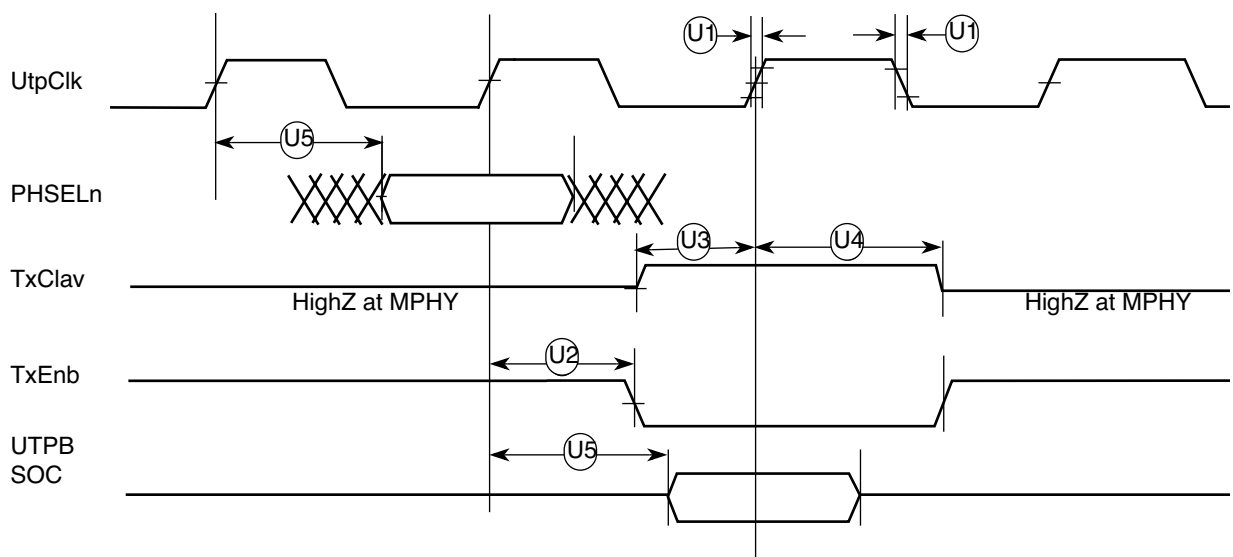 U1
U1
UtpClk
U5
PHSELn
U3
U4
TxClav
HighZ at MPHY
HighZ at MPHY
U2
TxEnb
UTPB
SOC
U5